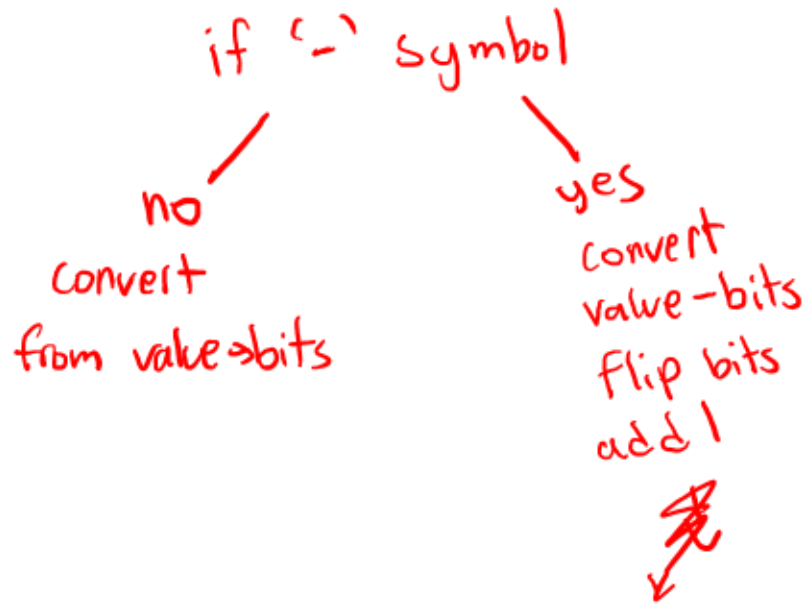 if '-' symbol
no
convert
from value→bits
yes
convert
value-bits
flip bits
add 1